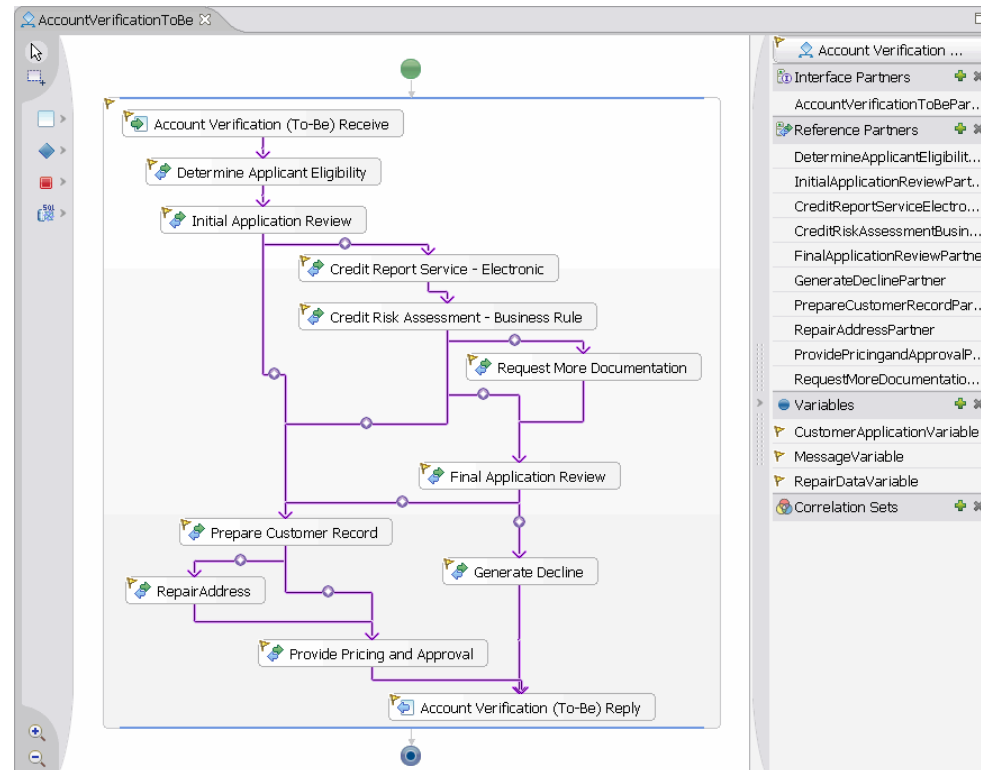 AccountVerificationToBe
Account Verification ...
Interface Partners
AccountVerificationToBePar...
Reference Partners
DetermineApplicantEligibilit...
InitialApplicationReviewPart...
CreditReportServiceElectro...
CreditRiskAssessmentBusin...
FinalApplicationReviewPartne
GenerateDeclinePartner
PrepareCustomerRecordPar...
RepairAddressPartner
ProvidePricingandApprovalP...
RequestMoreDocumentatio...
Variables
CustomerApplicationVariable
MessageVariable
RepairDataVariable
Correlation Sets
Account Verification (To-Be) Receive
Determine Applicant Eligibility
Initial Application Review
Credit Report Service - Electronic
Credit Risk Assessment - Business Rule
Request More Documentation
Final Application Review
Prepare Customer Record
Generate Decline
RepairAddress
Provide Pricing and Approval
Account Verification (To-Be) Reply
SQL